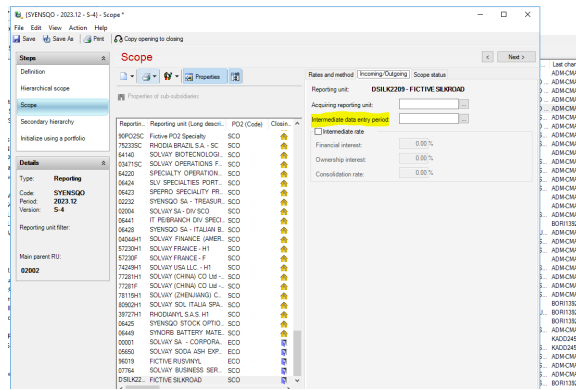 (SYENSQO - 2023.12 - S-4) - Scope *
File Edit View Action Help
Save Save As Print Copy opening to closing
Steps
Definition
Hierarchical scope
Scope
Secondary hierarchy
Initialize using a portfolio
Details
Type: Reporting
Code: SYENSQO
Period: 2023.12
Version: S-4
Reporting unit filter:
Main parent RU:
02002
Scope
< Next >
Properties
Properties of sub-subsidiaries
Reportin... Reporting unit (Long descri... PO2 (Code) Closin...
90PO2S Fictive PO2 Specialty SCO
75233SC RHODIA BRAZIL S.A. - SC SCO
64140 SOLVAY BIOTECHNOLOGI... SCO
03471SC SOLVAY OPERATIONS F... SCO
64220 SPECIALTY OPERATION... SCO
06424 SLV SPECIALTIES PORT... SCO
06423 SPEPRO SPECIALITY PR... SCO
02232 SYENSQO SA - TREASUR... SCO
02004 SOLVAY SA - DIV SCO SCO
06441 IT PE/BRANCH DIV SPECI... SCO
06428 SYENSQO SA - ITALIAN B... SCO
04044H1 SOLVAY FINANCE (AMER... SCO
57230H1 SOLVAY FRANCE - H1 SCO
57230F SOLVAY FRANCE - F SCO
74249H1 SOLVAY USA LLC. - H1 SCO
77281H1 SOLVAY (CHINA) CO Ltd -... SCO
77281F SOLVAY (CHINA) CO Ltd -... SCO
78115H1 SOLVAY (ZHENJIANG) C... SCO
80902H1 SOLVAY SOL ITALIA SPA... SCO
39727H1 RHODIANYL S.A.S. H1 SCO
06425 SYENSQO STOCK OPTIO... SCO
06449 SYNORB BATTERY MATE... SCO
00001 SOLVAY SA - CORPORA... ECO
05650 SOLVAY SODA ASH EXP... ECO
96019 FICTIVE RUSVINYL ECO
07764 SOLVAY BUSINESS SER... SCO
DSILK22... FICTIVE SILKROAD SCO
Rates and method Incoming/Outgoing Scope status
Reporting unit: DSILK2209 - FICTIVE SILKROAD
Acquiring reporting unit: ...
Intermediate data entry period: ...
Intermediate rate
Financial interest: 0.00 %
Ownership interest: 0.00 %
Consolidation rate: 0.00 %
Last char